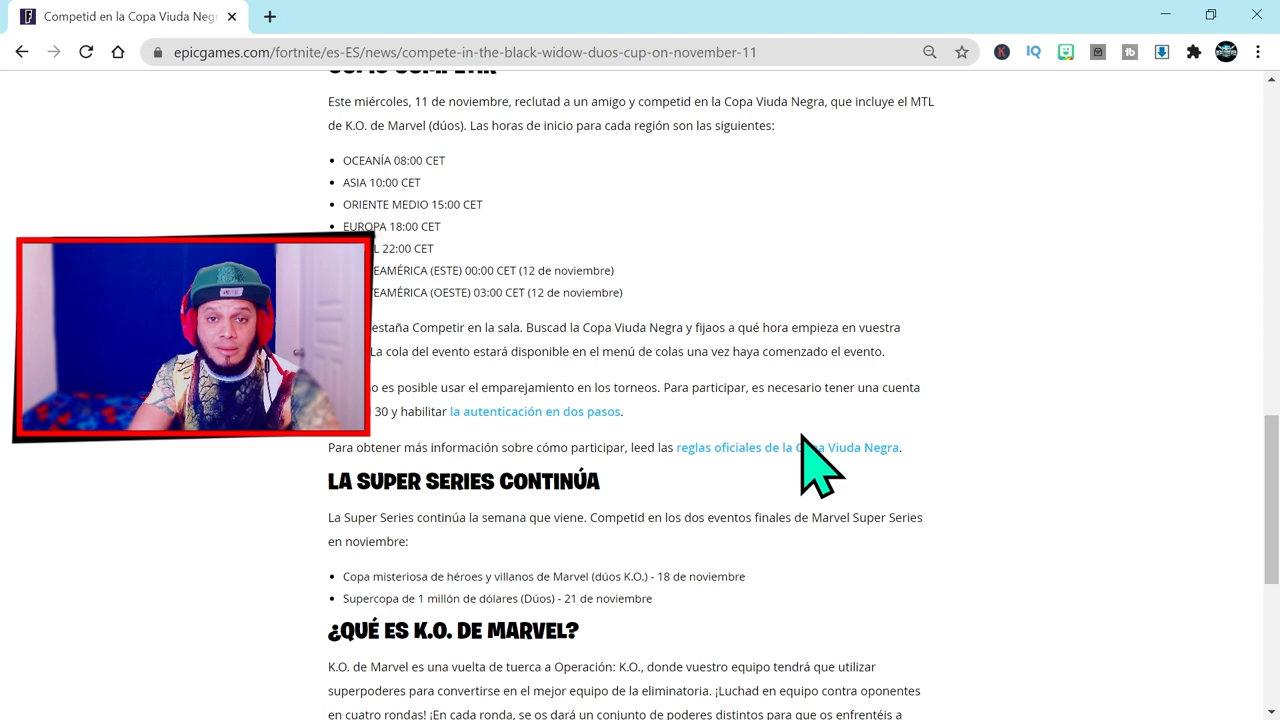 Competid en la Copa Viuda Neg
epicgames.com/fortnite/es-ES/news/compete-in-the-black-widow-duos-cup-on-november-11
CÓMO COMPETIR
Este miércoles, 11 de noviembre, reclutad a un amigo y competid en la Copa Viuda Negra, que incluye el MTL
de K.O. de Marvel (dúos). Las horas de inicio para cada región son las siguientes:
• OCEANÍA 08:00 CET
• ASIA 10:00 CET
• ORIENTE MEDIO 15:00 CET
• EUROPA 18:00 CET
L 22:00 CET
EAMÉRICA (ESTE) 00:00 CET (12 de noviembre)
EAMÉRICA (OESTE) 03:00 CET (12 de noviembre)
estaña Competir en la sala. Buscad la Copa Viuda Negra y fijaos a qué hora empieza en vuestra
La cola del evento estará disponible en el menú de colas una vez haya comenzado el evento.
o es posible usar el emparejamiento en los torneos. Para participar, es necesario tener una cuenta
30 y habilitar la autenticación en dos pasos.
Para obtener más información sobre cómo participar, leed las reglas oficiales de la Copa Viuda Negra.
LA SUPER SERIES CONTINÚA
La Super Series continúa la semana que viene. Competid en los dos eventos finales de Marvel Super Series
en noviembre:
• Copa misteriosa de héroes y villanos de Marvel (dúos K.O.) - 18 de noviembre
• Supercopa de 1 millón de dólares (Dúos) - 21 de noviembre
¿QUÉ ES K.O. DE MARVEL?
K.O. de Marvel es una vuelta de tuerca a Operación: K.O., donde vuestro equipo tendrá que utilizar
superpoderes para convertirse en el mejor equipo de la eliminatoria. ¡Luchad en equipo contra oponentes
en cuatro rondas! ¡En cada ronda, se os dará un conjunto de poderes distintos para que os enfrentéis a